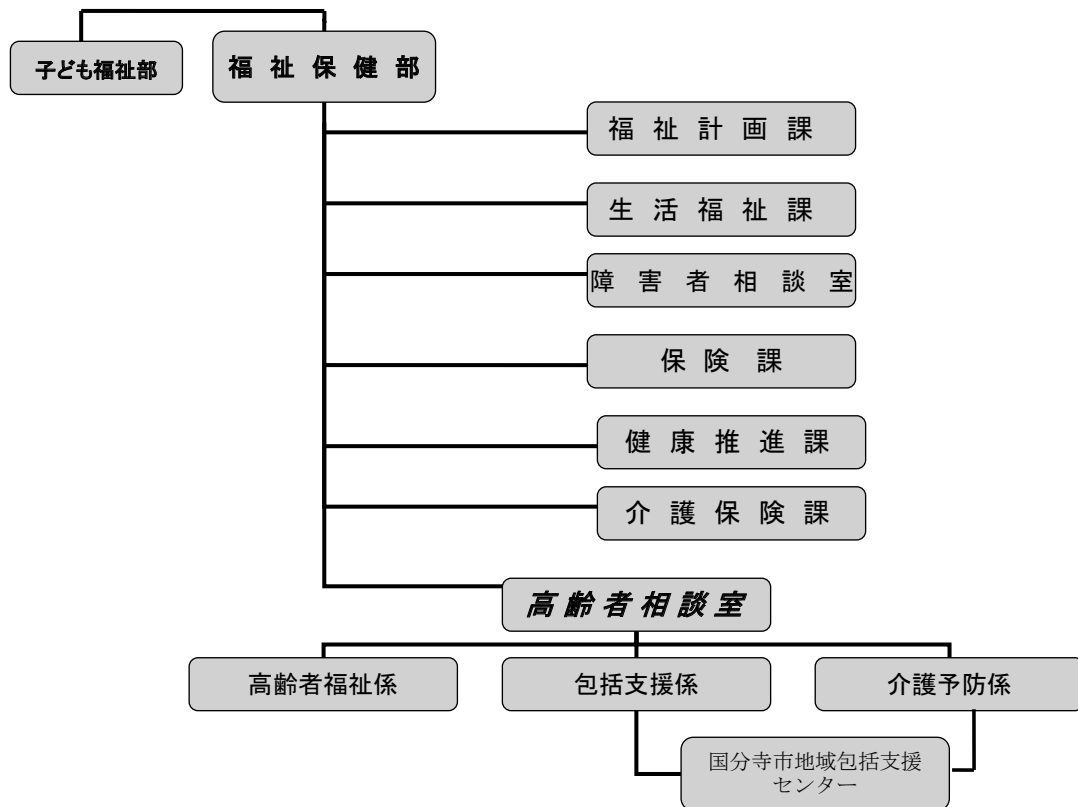 子ども福祉部
福祉保健部
福祉計画課
生活福祉課
障害者相談室
保険課
健康推進課
介護保険課
高齢者相談室
高齢者福祉係
包括支援係
介護予防係
国分寺市地域包括支援
センター